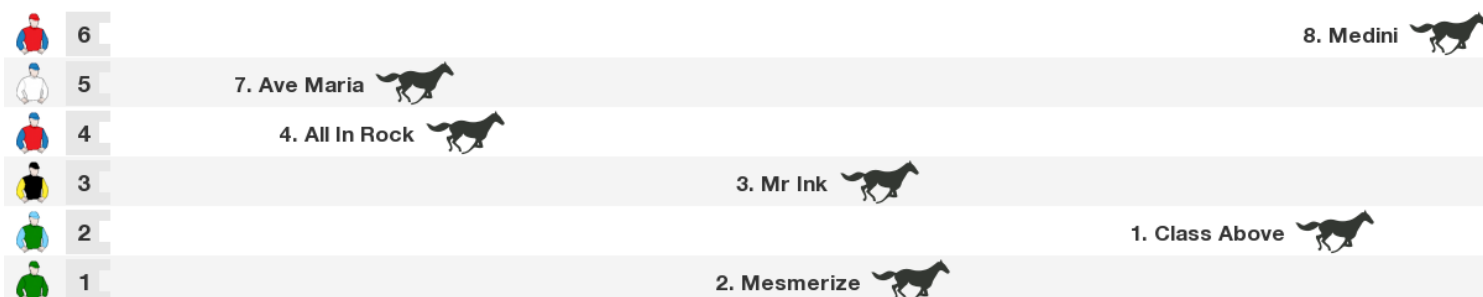 6 8. Medini
5 7. Ave Maria
4 4. All In Rock
3 3. Mr Ink
2 1. Class Above
1 2. Mesmerize